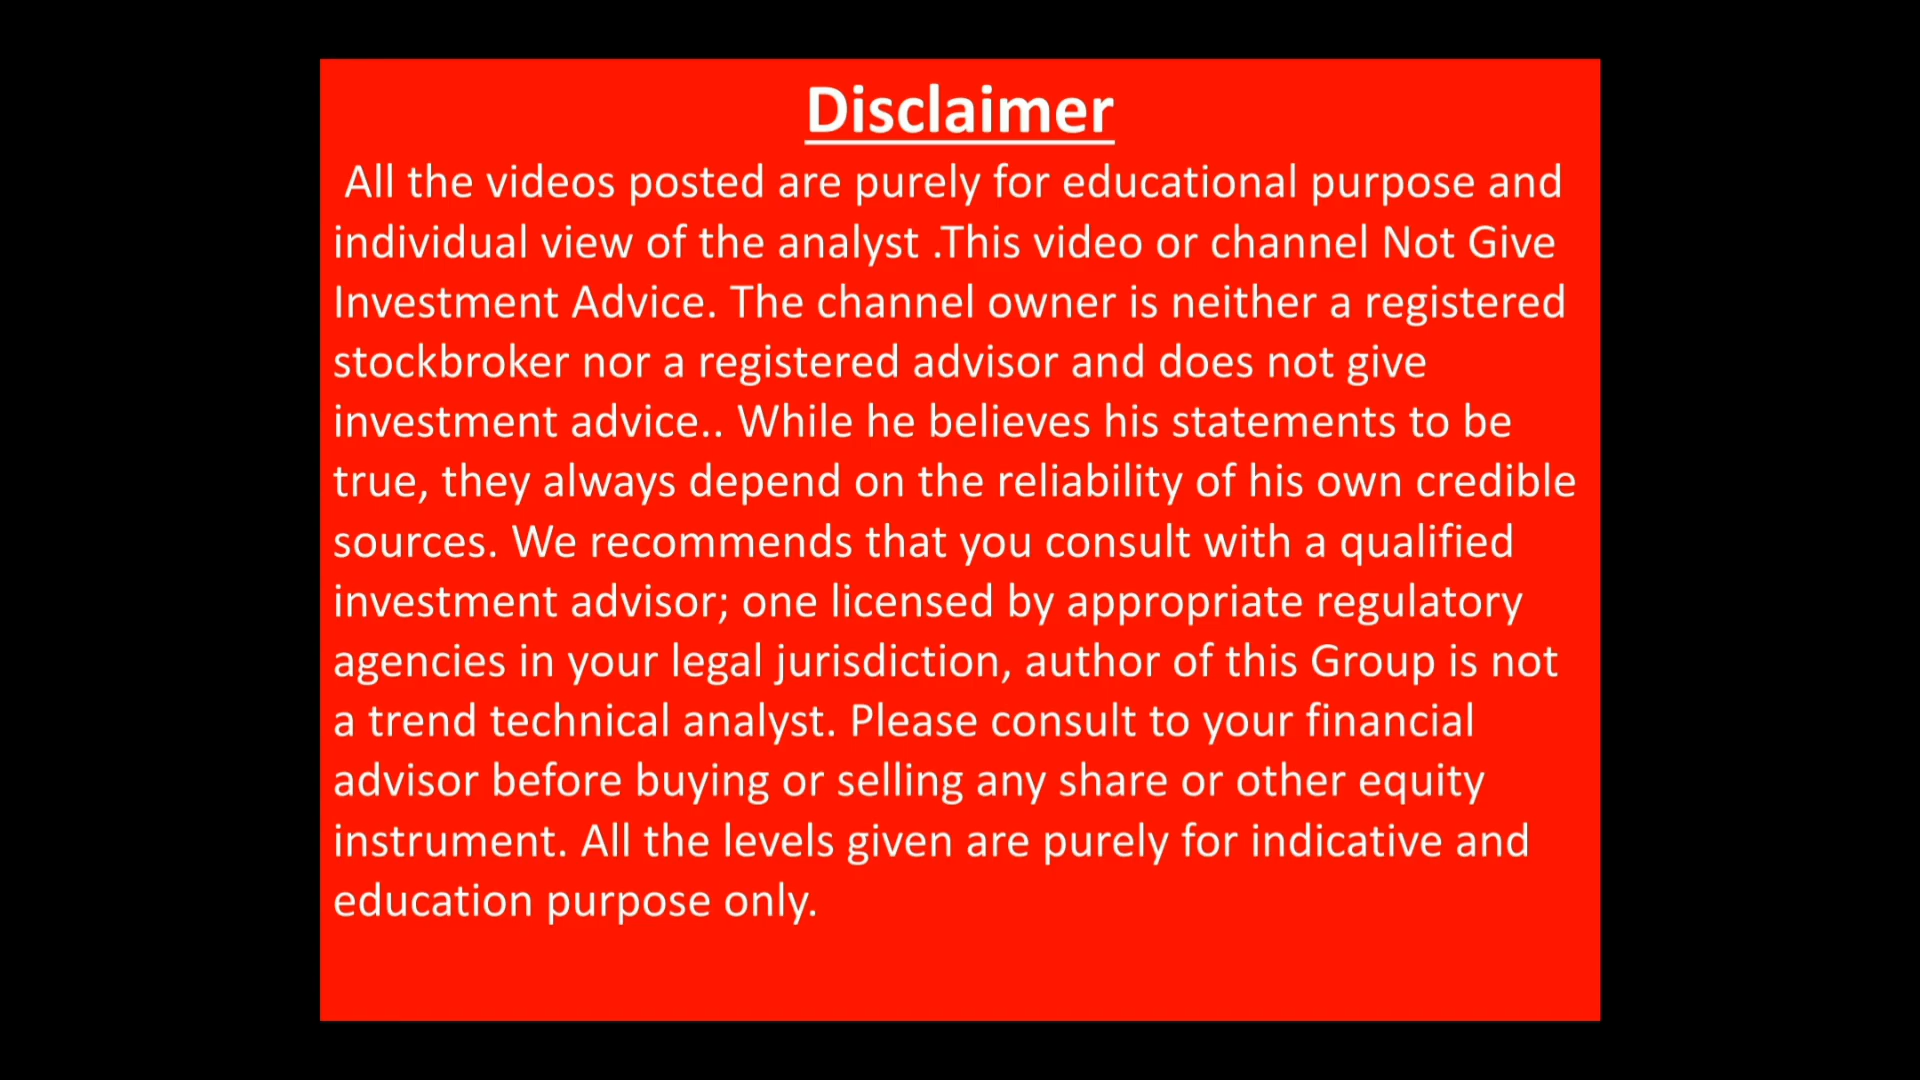 Disclaimer
All the videos posted are purely for educational purpose and
individual view of the analyst .This video or channel Not Give
Investment Advice. The channel owner is neither a registered
stockbroker nor a registered advisor and does not give
investment advice.. While he believes his statements to be
true, they always depend on the reliability of his own credible
sources. We recommends that you consult with a qualified
investment advisor; one licensed by appropriate regulatory
agencies in your legal jurisdiction, author of this Group is not
a trend technical analyst. Please consult to your financial
advisor before buying or selling any share or other equity
instrument. All the levels given are purely for indicative and
education purpose only.